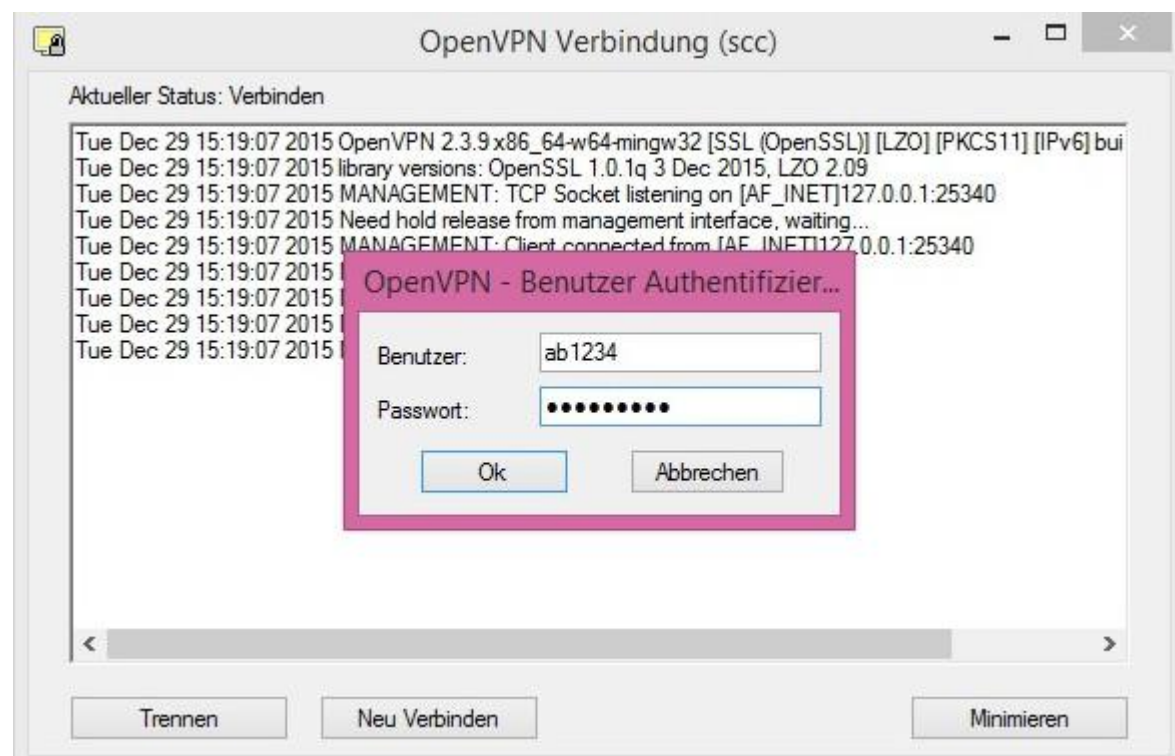 OpenVPN Verbindung (scc)
Aktueller Status: Verbinden
Tue Dec 29 15:19:07 2015 OpenVPN 2.3.9 x86_64-w64-mingw32 [SSL (OpenSSL)] [LZO] [PKCS11] [IPv6] bui
Tue Dec 29 15:19:07 2015 library versions: OpenSSL 1.0.1q 3 Dec 2015, LZO 2.09
Tue Dec 29 15:19:07 2015 MANAGEMENT: TCP Socket listening on [AF_INET]127.0.0.1:25340
Tue Dec 29 15:19:07 2015 Need hold release from management interface, waiting...
Tue Dec 29 15:19:07 2015 MANAGEMENT: Client connected from [AF_INET]127.0.0.1:25340
Tue Dec 29 15:19:07 2015
Tue Dec 29 15:19:07 2015
Tue Dec 29 15:19:07 2015
Tue Dec 29 15:19:07 2015
OpenVPN - Benutzer Authentifizier...
Benutzer: ab1234
Passwort: •••••••••
Ok Abbrechen
Trennen Neu Verbinden Minimieren